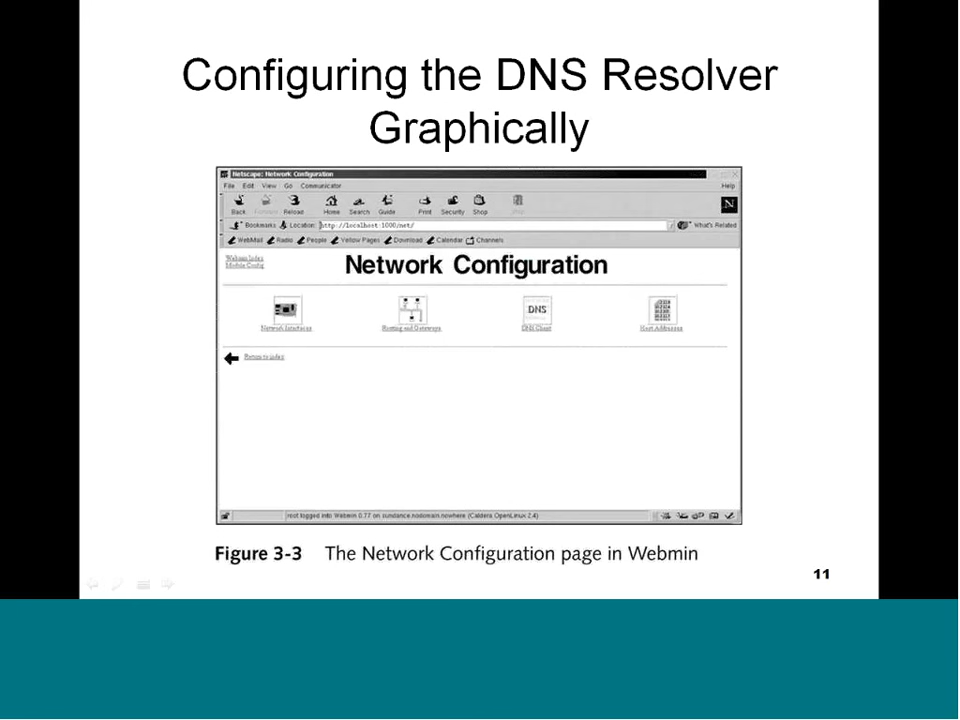 Configuring the DNS Resolver
Graphically
Netscape: Network Configuration
File Edit View Go Communicator Help
Back Forward Reload Home Search Guide Print Security Shop
Bookmarks Location: http://localhost:1000/net/ What's Related
WebMail Radio People Yellow Pages Download Calendar Channels
Webmin Index
Module Config
Network Configuration
DNS
Network Interfaces Routing and Gateways DNS Client Host Addresses
Return to index
root logged into Webmin 0.77 on sundance.nodomain.nowhere (Caldera OpenLinux 2.4)
Figure 3-3 The Network Configuration page in Webmin
11